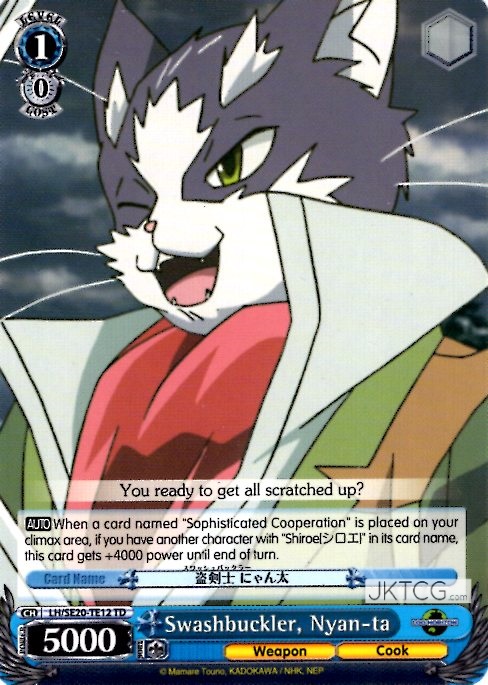 LEVEL
1
0
COST
You ready to get all scratched up?
AUTO When a card named "Sophisticated Cooperation" is placed on your
climax area, if you have another character with "Shiroe[シロエ]" in its card name,
this card gets +4000 power until end of turn.
スワッシュバックラー
Card Name 盗剣士 にゃん太
JKTCG.com
LH/SE20-TE12 TD
POWER 5000
Swashbuckler, Nyan-ta
LOG HORIZON
Weapon Cook
© Mamare Touno, KADOKAWA / NHK, NEP